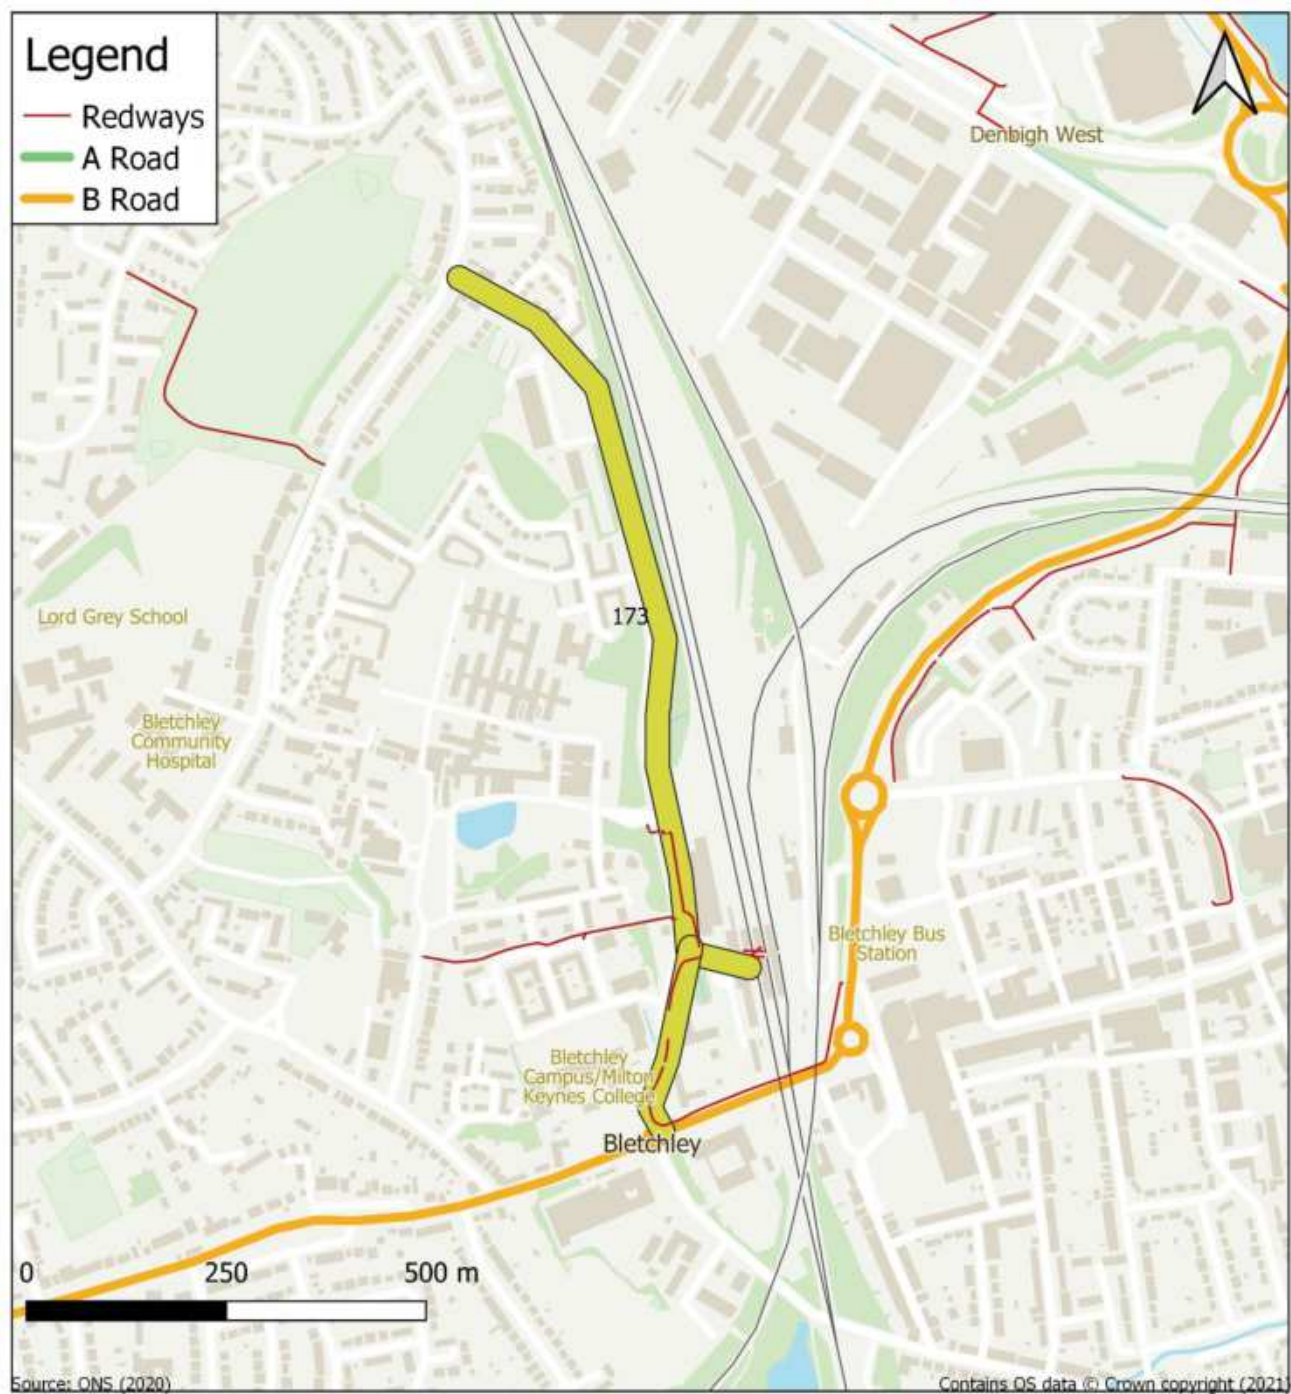 Legend
Redways
A Road
B Road
Denbigh West
173
Lord Grey School
Bletchley
Community
Hospital
Bletchley Bus
Station
Bletchley
Campus/Milton
Keynes College
Bletchley
0 250 500 m
Source: ONS (2020)
Contains OS data © Crown copyright (2021)